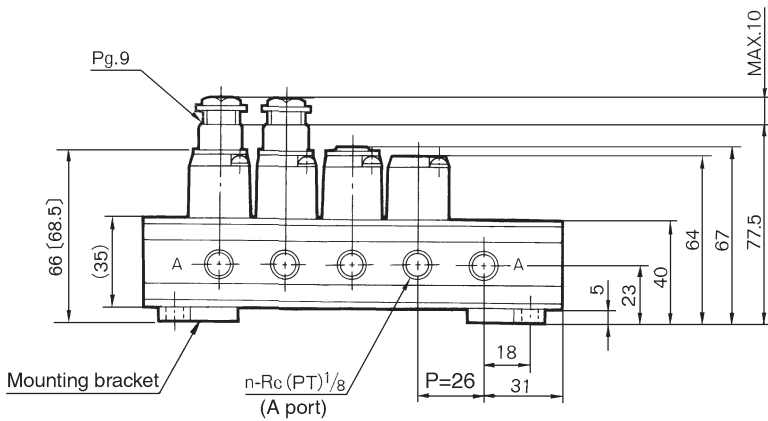 MAX.10
Pg.9
66 [68.5]
(35)
A
A
5
23
40
64
67
77.5
18
P=26
31
Mounting bracket
n-Rc (PT) 1/8
(A port)